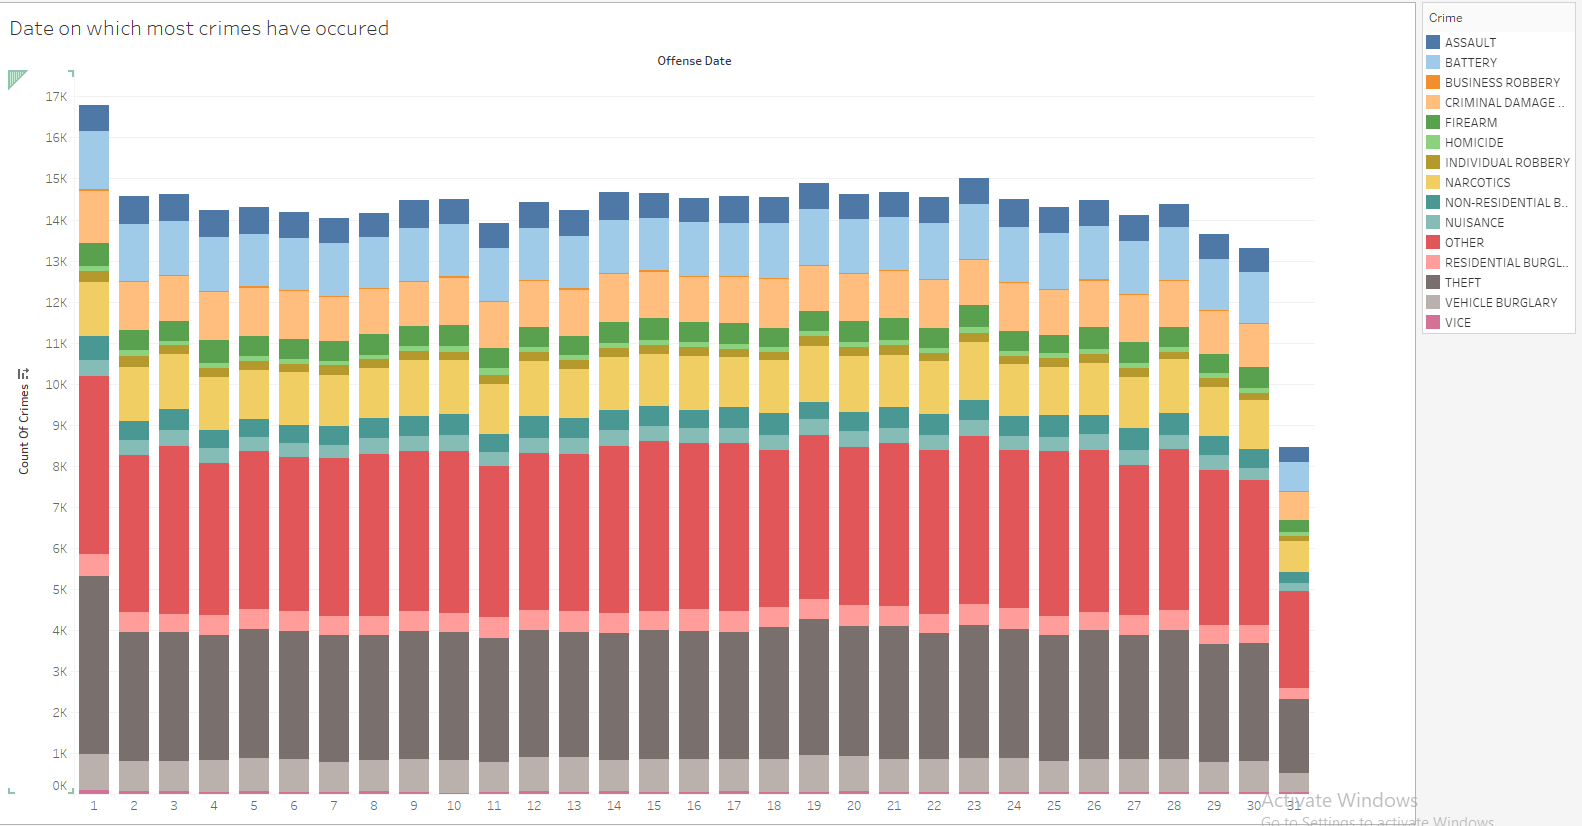 Date on which most crimes have occured
Offense Date
Count Of Crimes
17K
16K
15K
14K
13K
12K
11K
10K
9K
8K
7K
6K
5K
4K
3K
2K
1K
0K
1 2 3 4 5 6 7 8 9 10 11 12 13 14 15 16 17 18 19 20 21 22 23 24 25 26 27 28 29 30 31
Crime
ASSAULT
BATTERY
BUSINESS ROBBERY
CRIMINAL DAMAGE ..
FIREARM
HOMICIDE
INDIVIDUAL ROBBERY
NARCOTICS
NON-RESIDENTIAL B..
NUISANCE
OTHER
RESIDENTIAL BURGL..
THEFT
VEHICLE BURGLARY
VICE
Activate Windows
Go to Settings to activate Windows.